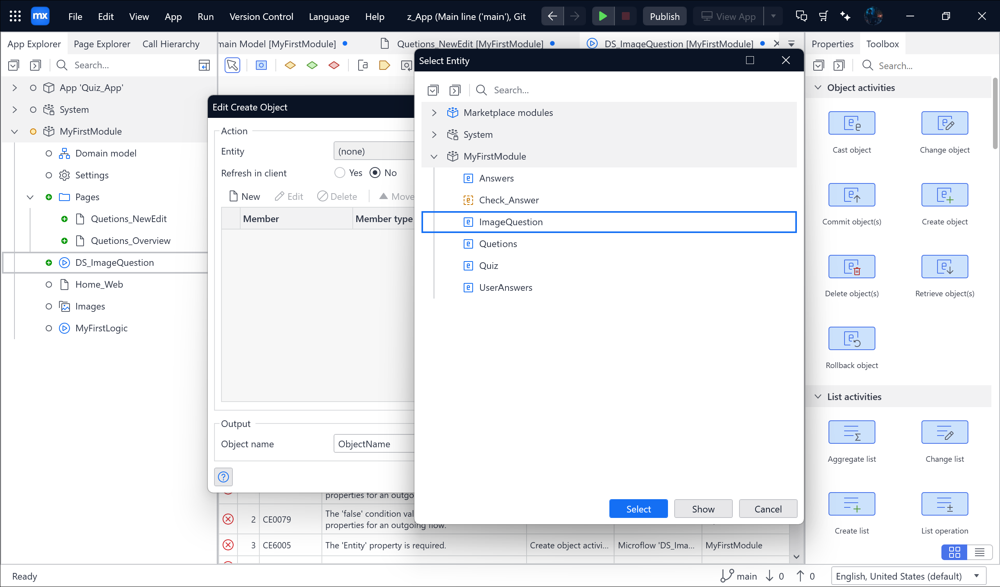 mx File Edit View App Run Version Control Language Help z_App (Main line ('main'), Git Publish View App
App Explorer Page Explorer Call Hierarchy
main Model [MyFirstModule] Quetions_NewEdit [MyFirstModule] DS_ImageQuestion [MyFirstModule]
Properties Toolbox
Search...
App 'Quiz_App'
System
MyFirstModule
Domain model
Settings
Pages
Quetions_NewEdit
Quetions_Overview
DS_ImageQuestion
Home_Web
Images
MyFirstLogic
Edit Create Object
Action
Entity (none)
Refresh in client Yes No
New Edit Delete Move
Member Member type
Output
Object name ObjectName
?
Select Entity
Search...
Marketplace modules
System
MyFirstModule
Answers
Check_Answer
ImageQuestion
Quetions
Quiz
UserAnswers
Select Show Cancel
properties for an outgo
2 CE0079 The 'false' condition val
properties for an outgoing flow.
3 CE6005 The 'Entity' property is required. Create object activi... Microflow 'DS_Ima... MyFirstModule
Search...
Object activities
Cast object Change object
Commit object(s) Create object
Delete object(s) Retrieve object(s)
Rollback object
List activities
Aggregate list Change list
Create list List operation
Ready main 0 0 English, United States (default)